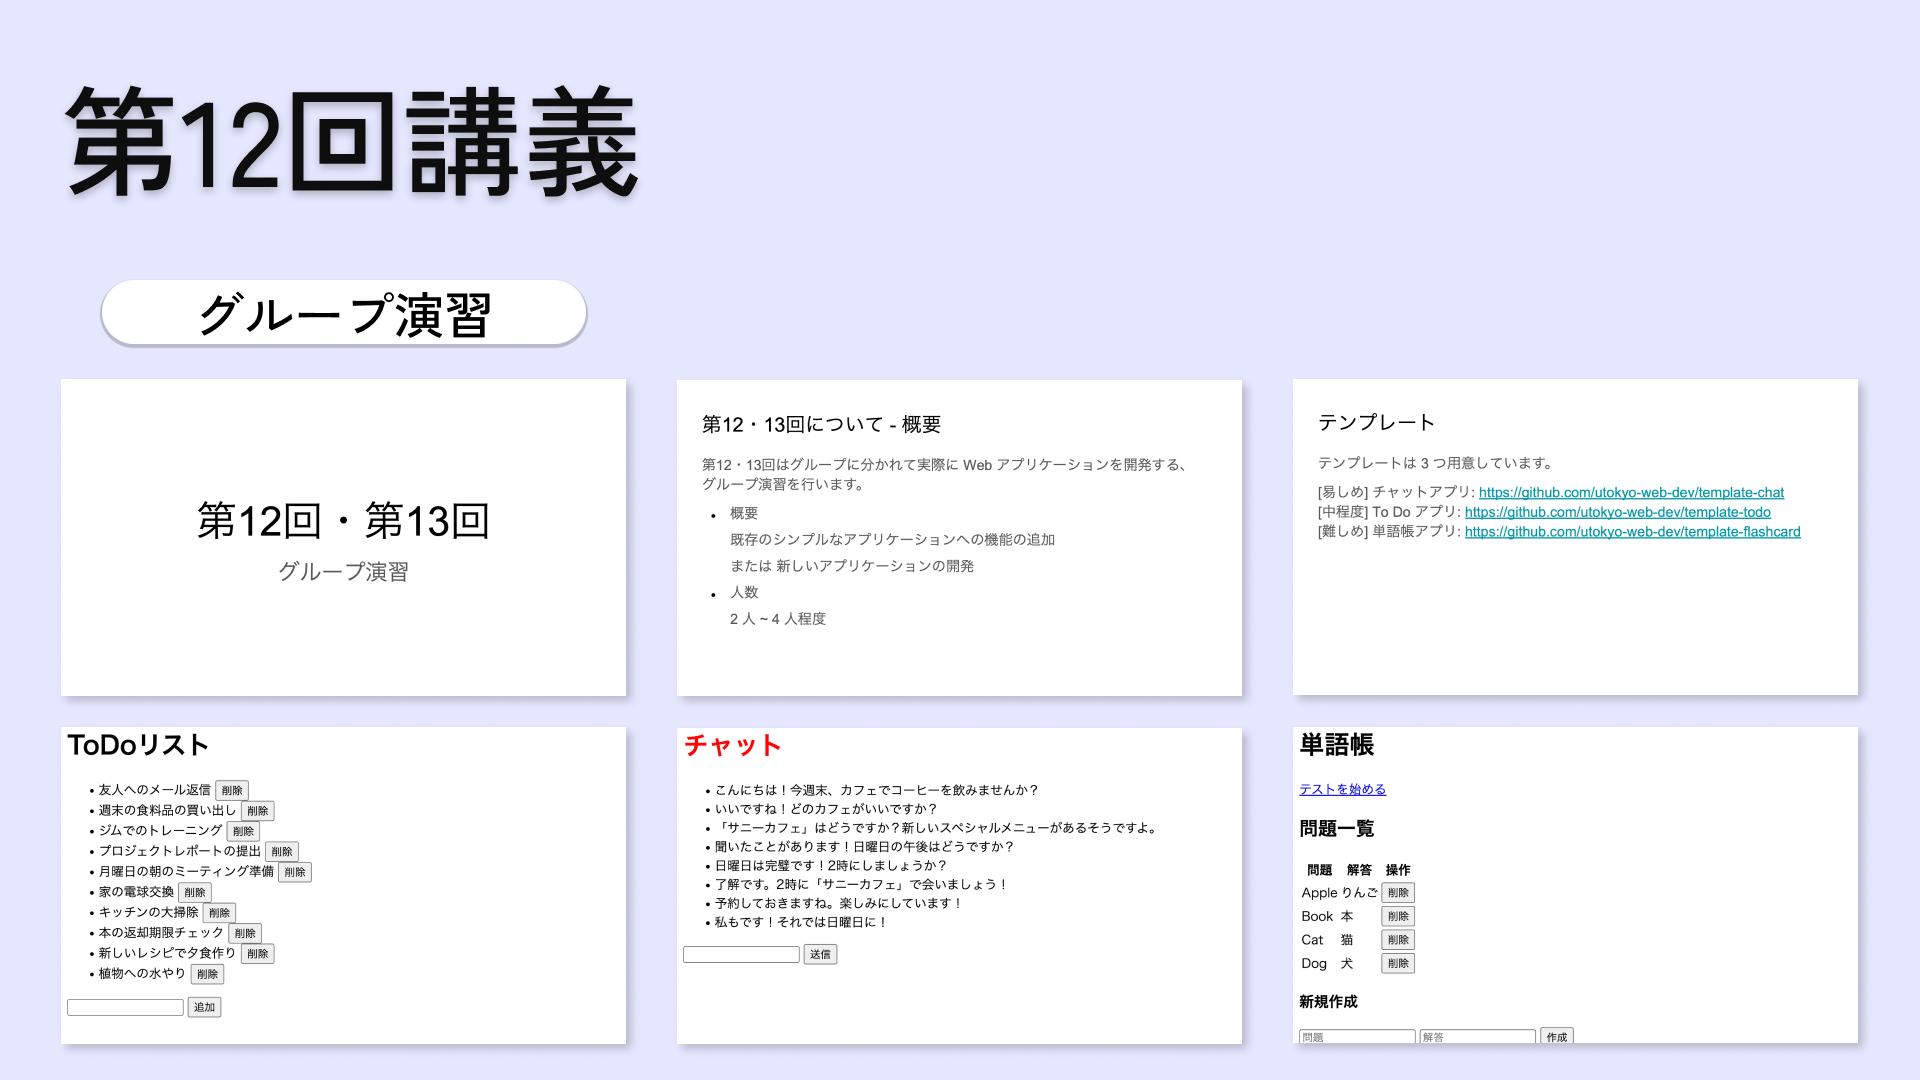 第12回講義
グループ演習
第12回・第13回
グループ演習
第12・13回について - 概要
第12・13回はグループに分かれて実際に Web アプリケーションを開発する、
グループ演習を行います。
• 概要
既存のシンプルなアプリケーションへの機能の追加
または 新しいアプリケーションの開発
• 人数
2 人 ~ 4 人程度
テンプレート
テンプレートは 3 つ用意しています。
[易しめ] チャットアプリ: https://github.com/utokyo-web-dev/template-chat
[中程度] To Do アプリ: https://github.com/utokyo-web-dev/template-todo
[難しめ] 単語帳アプリ: https://github.com/utokyo-web-dev/template-flashcard
ToDoリスト
• 友人へのメール返信 削除
• 週末の食料品の買い出し 削除
• ジムでのトレーニング 削除
• プロジェクトレポートの提出 削除
• 月曜日の朝のミーティング準備 削除
• 家の電球交換 削除
• キッチンの大掃除 削除
• 本の返却期限チェック 削除
• 新しいレシピで夕食作り 削除
• 植物への水やり 削除
追加
チャット
• こんにちは！今週末、カフェでコーヒーを飲みませんか？
• いいですね！どのカフェがいいですか？
• 「サニーカフェ」はどうですか？新しいスペシャルメニューがあるそうですよ。
• 聞いたことがあります！日曜日の午後はどうですか？
• 日曜日は完璧です！2時にしましょうか？
• 了解です。2時に「サニーカフェ」で会いましょう！
• 予約しておきますね。楽しみにしています！
• 私もです！それでは日曜日に！
送信
単語帳
テストを始める
問題一覧
問題 解答 操作
Apple りんご 削除
Book 本 削除
Cat 猫 削除
Dog 犬 削除
新規作成
問題 解答 作成